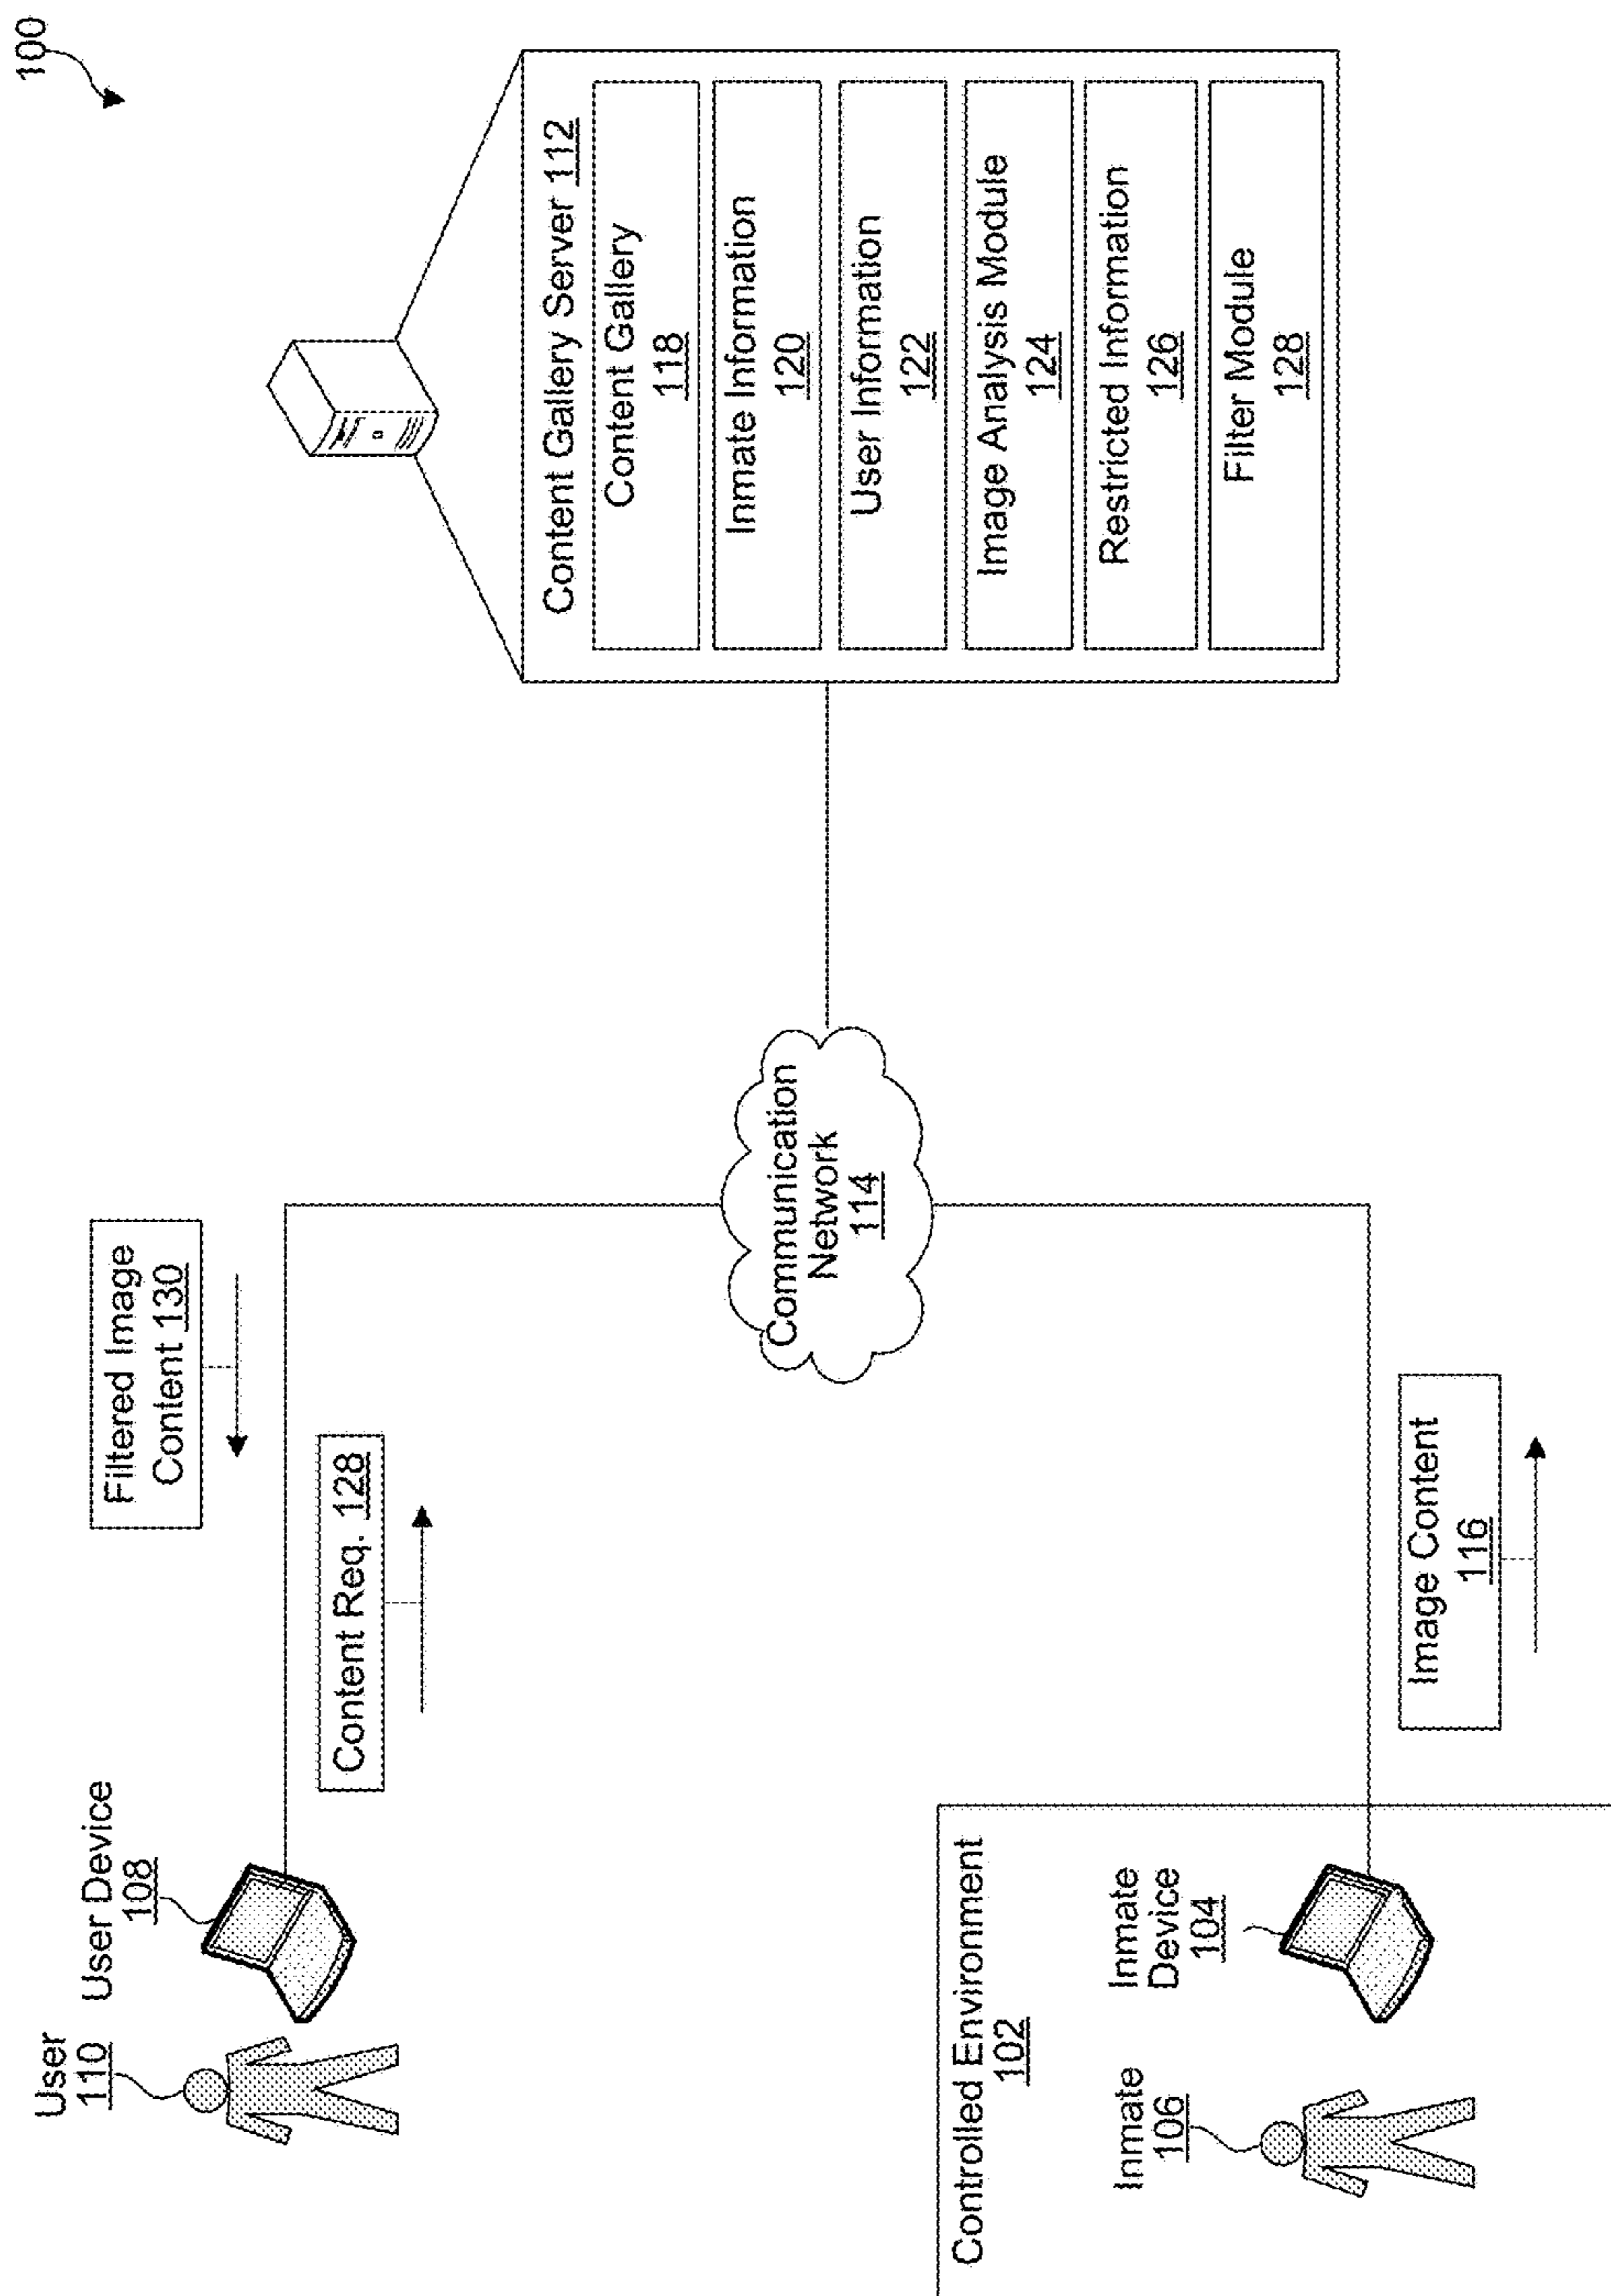 100
User
110
User Device
108
Filtered Image
Content 130
Content Req. 128
Communication
Network
114
Content Gallery Server 112
Content Gallery
118
Inmate Information
120
User Information
122
Image Analysis Module
124
Restricted Information
126
Filter Module
128
Controlled Environment
102
Inmate
106
Inmate
Device
104
Image Content
116